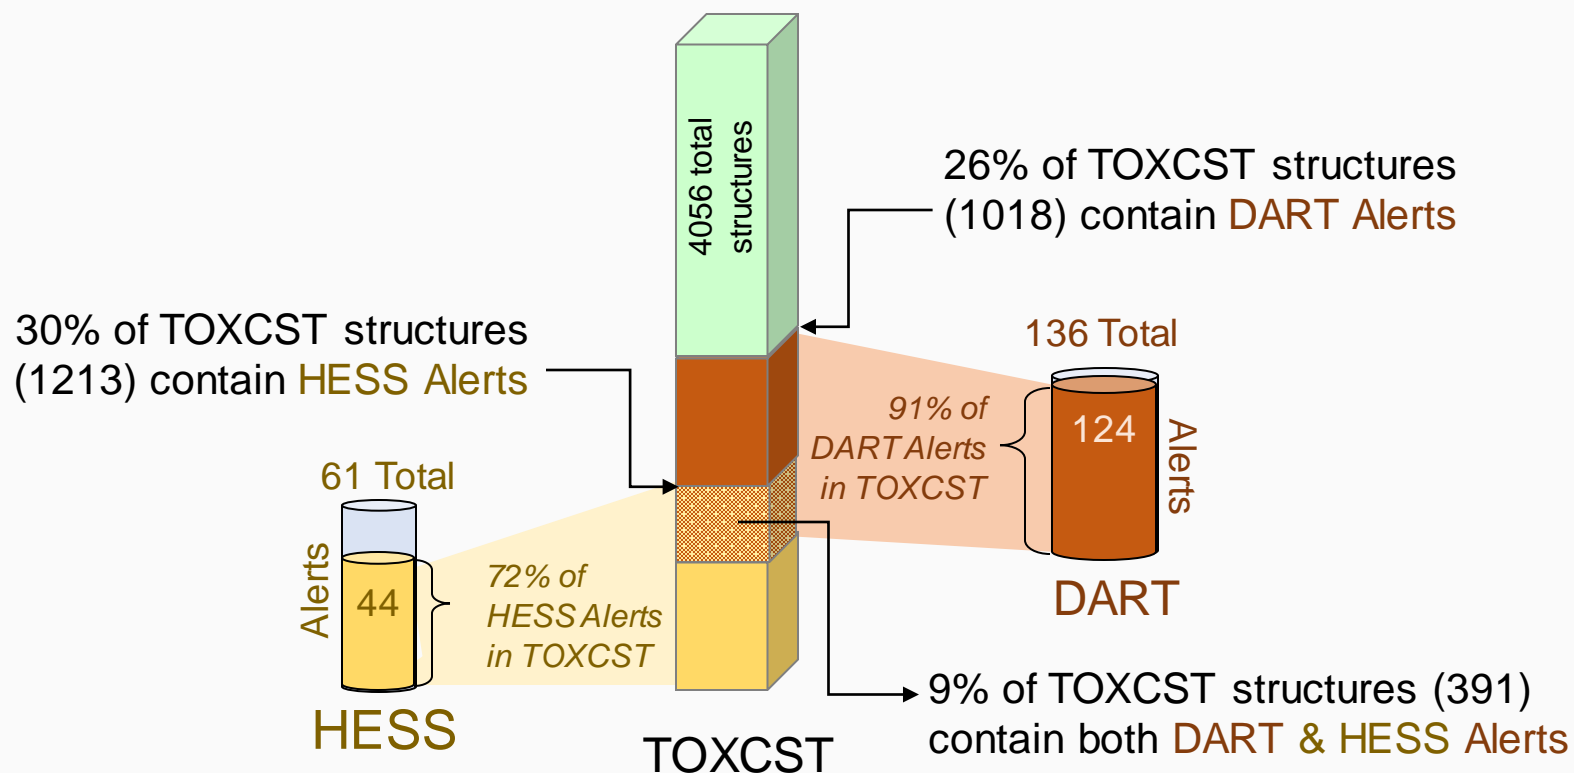 4056 total
structures
26% of TOXCST structures
(1018) contain DART Alerts
30% of TOXCST structures
(1213) contain HESS Alerts
136 Total
124
Alerts
91% of
DART Alerts
in TOXCST
DART
61 Total
Alerts
44
72% of
HESS Alerts
in TOXCST
HESS
TOXCST
9% of TOXCST structures (391)
contain both DART & HESS Alerts